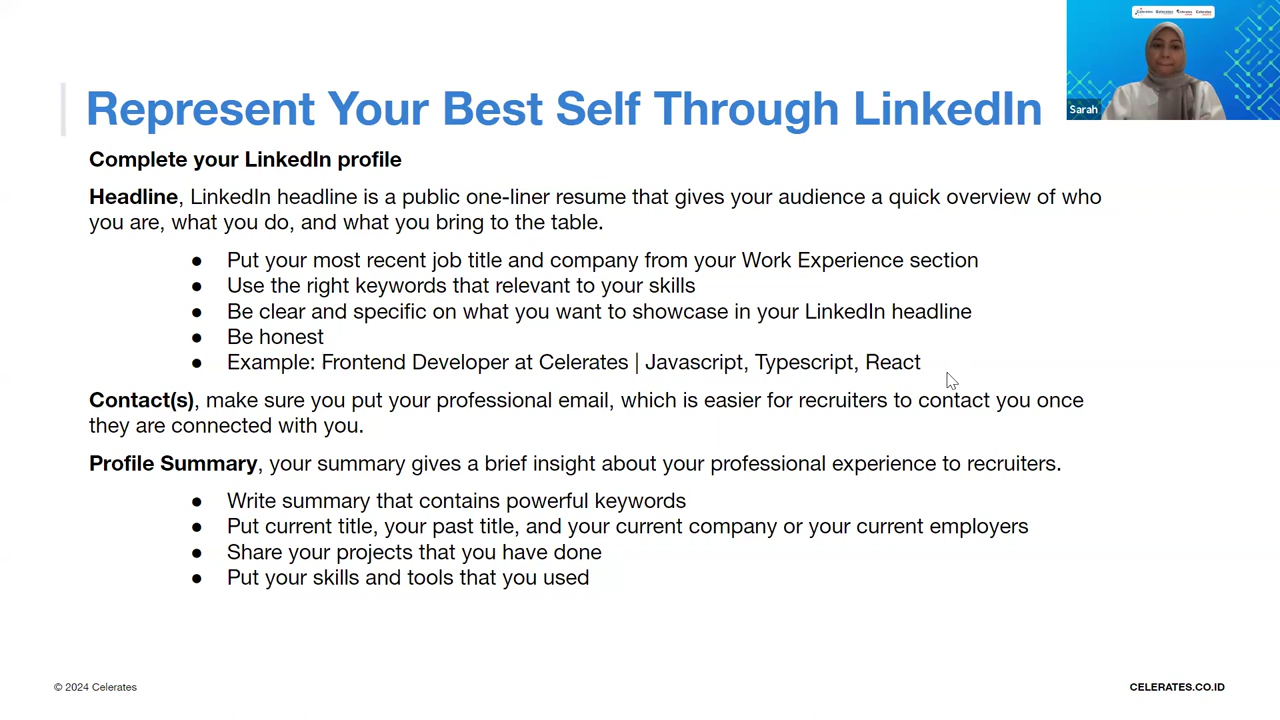 Represent Your Best Self Through LinkedIn
Sarah
Complete your LinkedIn profile
Headline, LinkedIn headline is a public one-liner resume that gives your audience a quick overview of who
you are, what you do, and what you bring to the table.
● Put your most recent job title and company from your Work Experience section
● Use the right keywords that relevant to your skills
● Be clear and specific on what you want to showcase in your LinkedIn headline
● Be honest
● Example: Frontend Developer at Celerates | Javascript, Typescript, React
Contact(s), make sure you put your professional email, which is easier for recruiters to contact you once
they are connected with you.
Profile Summary, your summary gives a brief insight about your professional experience to recruiters.
● Write summary that contains powerful keywords
● Put current title, your past title, and your current company or your current employers
● Share your projects that you have done
● Put your skills and tools that you used
© 2024 Celerates
CELERATES.CO.ID